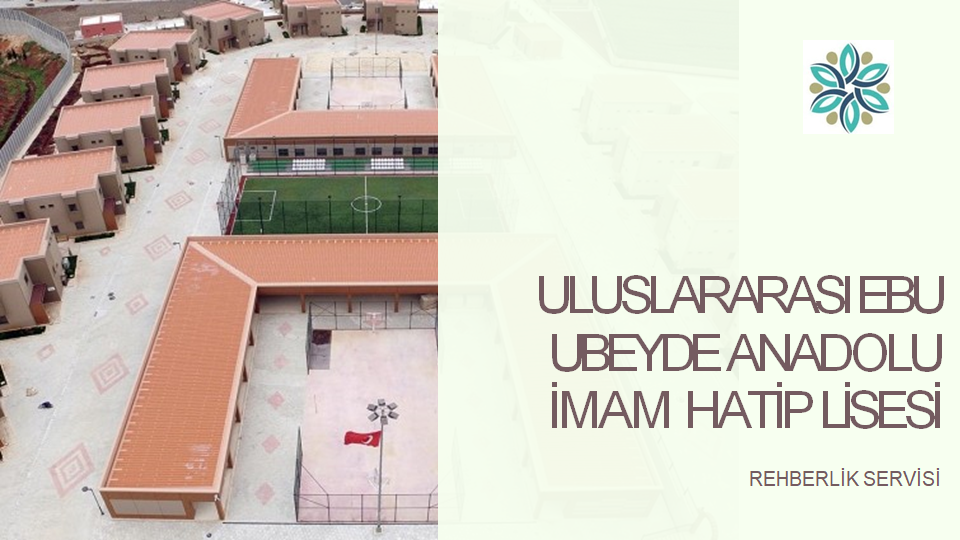 ULUSLARARASI EBU
UBEYDE ANADOLU
İMAM HATİP LİSESİ
REHBERLİK SERVİSİ